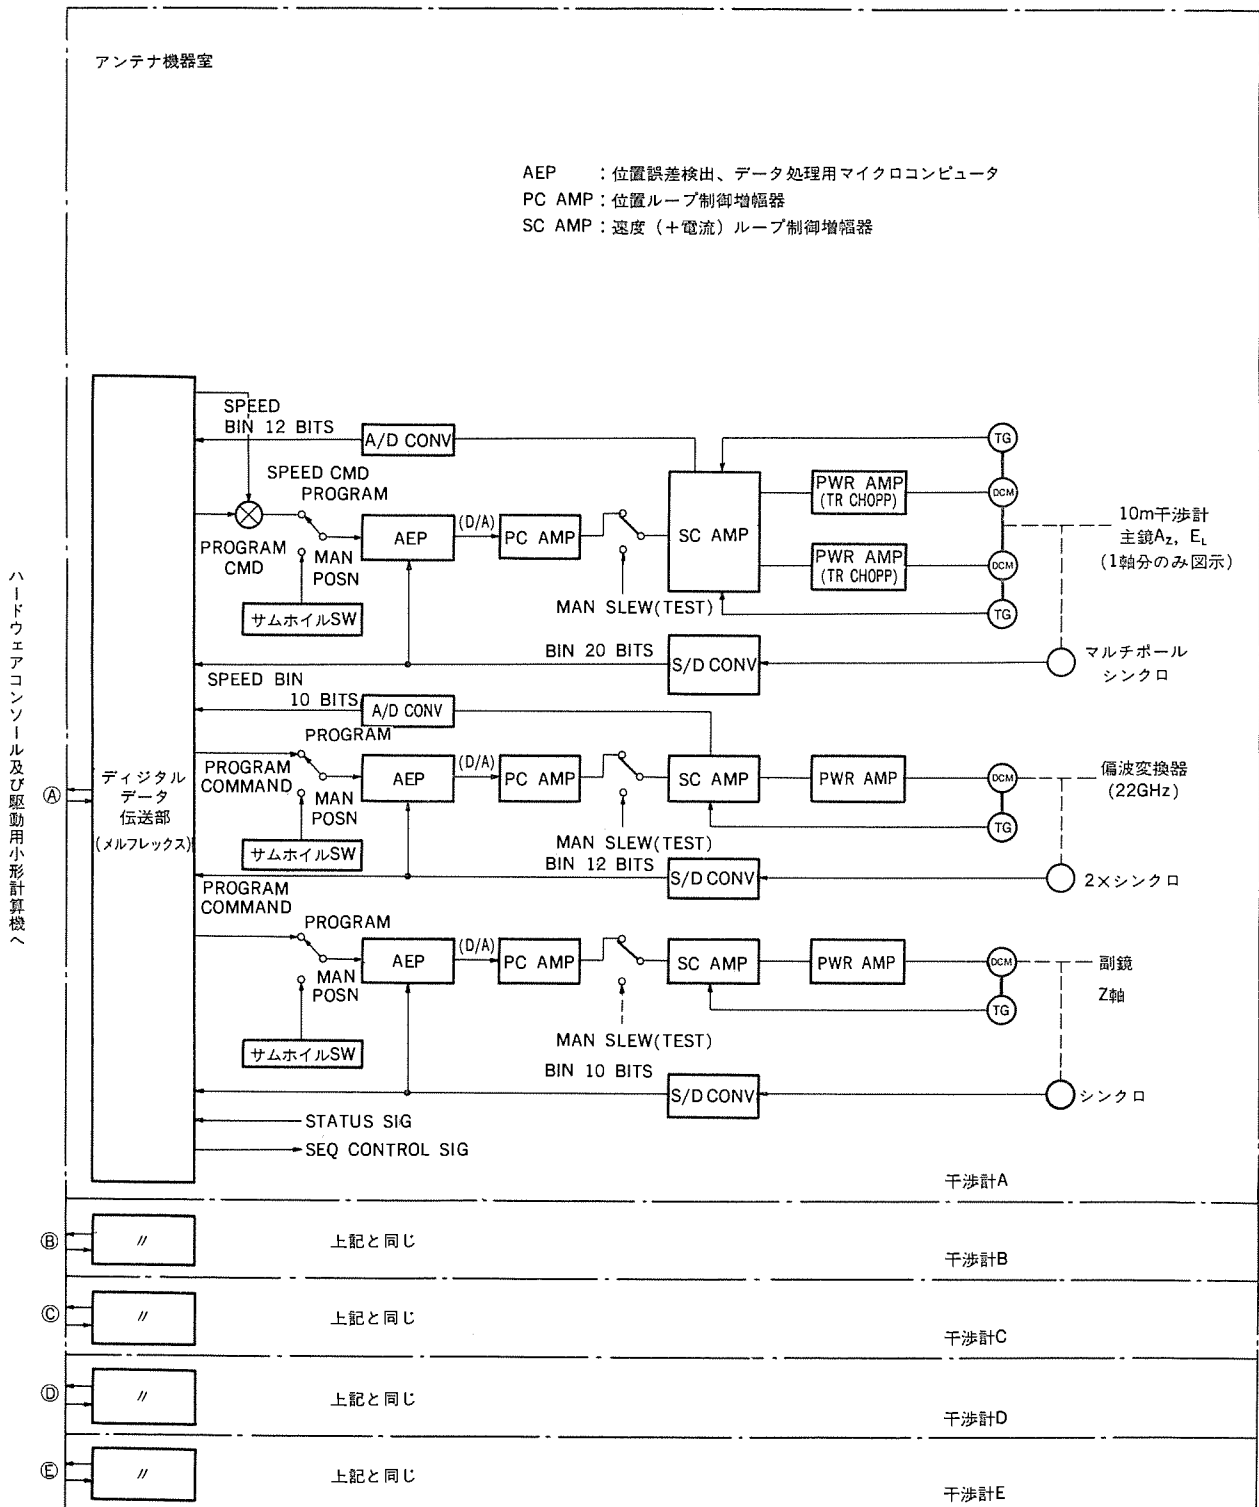 アンテナ機器室
AEP : 位置誤差検出、データ処理用マイクロコンピュータ
PC AMP : 位置ループ制御増幅器
SC AMP : 速度（＋電流）ループ制御増幅器
ハードウェアコンソール及び駆動用小形計算機へ
Ⓐ
ディジタル
データ
伝送部
(メルフレックス)
SPEED
BIN 12 BITS
A/D CONV
TG
SPEED CMD
PROGRAM
PROGRAM
CMD
MAN
POSN
サムホイルSW
AEP
(D/A)
PC AMP
MAN SLEW(TEST)
SC AMP
PWR AMP
(TR CHOPP)
PWR AMP
(TR CHOPP)
DCM
DCM
TG
10m干渉計
主鏡AZ, EL
(1軸分のみ図示)
BIN 20 BITS
S/D CONV
マルチポール
シンクロ
SPEED BIN
10 BITS
A/D CONV
PROGRAM
PROGRAM
COMMAND
MAN
POSN
サムホイルSW
AEP
(D/A)
PC AMP
MAN SLEW(TEST)
SC AMP
PWR AMP
DCM
TG
偏波変換器
(22GHz)
BIN 12 BITS
S/D CONV
2×シンクロ
PROGRAM
COMMAND
PROGRAM
MAN
POSN
サムホイルSW
AEP
(D/A)
PC AMP
MAN SLEW(TEST)
SC AMP
PWR AMP
DCM
TG
副鏡
Z軸
BIN 10 BITS
S/D CONV
シンクロ
STATUS SIG
SEQ CONTROL SIG
干渉計A
Ⓑ
〃
上記と同じ
干渉計B
Ⓒ
〃
上記と同じ
干渉計C
Ⓓ
〃
上記と同じ
干渉計D
Ⓔ
〃
上記と同じ
干渉計E